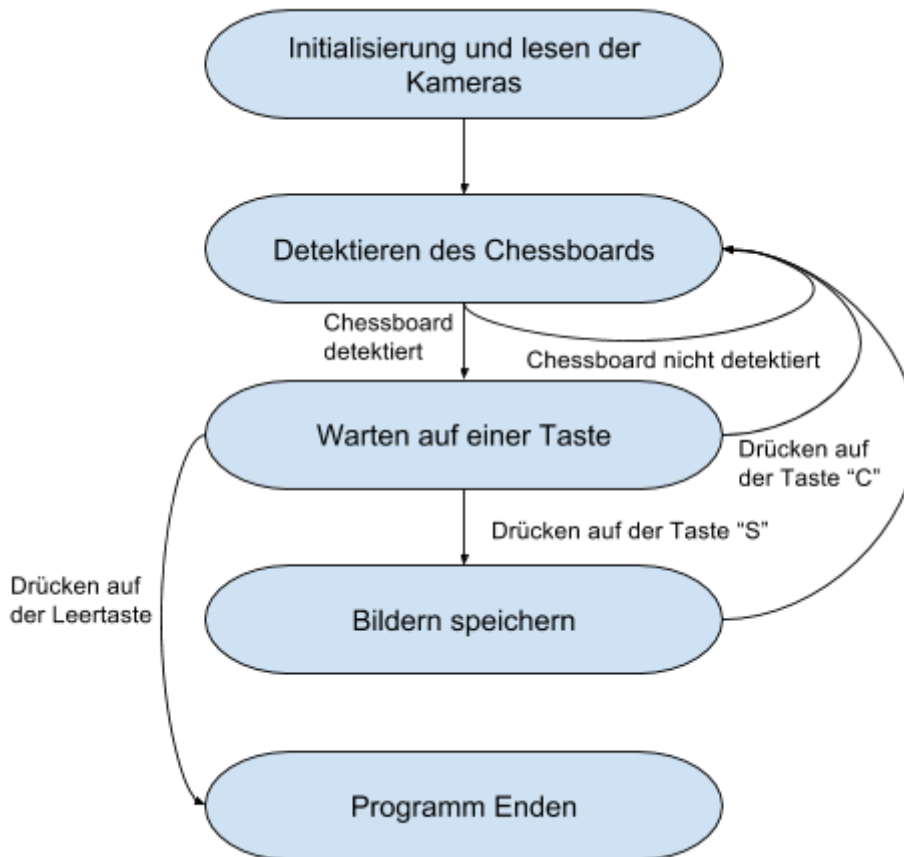 Initialisierung und lesen der
Kameras
Detektieren des Chessboards
Chessboard
detektiert
Chessboard nicht detektiert
Warten auf einer Taste
Drücken auf
der Taste “C”
Drücken auf der Taste “S”
Drücken auf
der Leertaste
Bildern speichern
Programm Enden